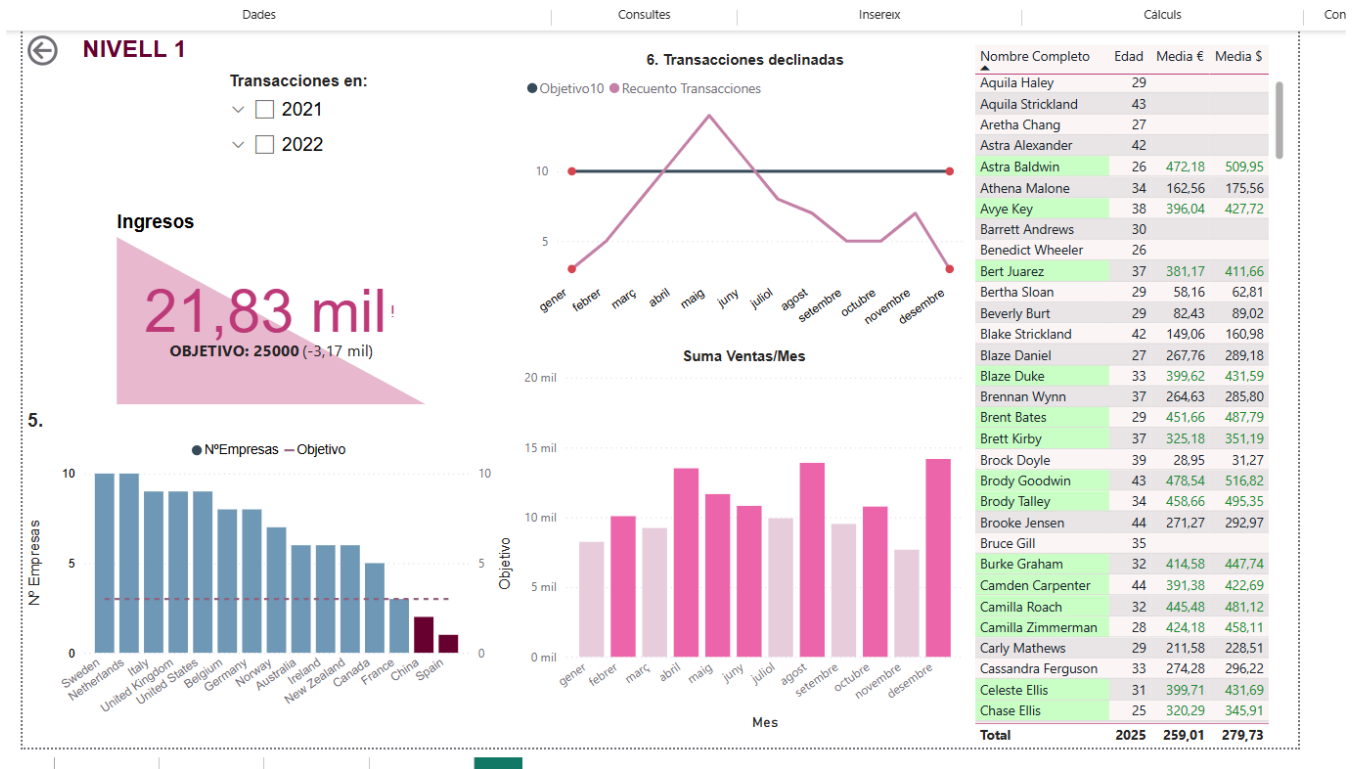 Dades Consultes Insereix Càlculs Con
NIVELL 1
Transacciones en:
2021
2022
Ingresos
21,83 mil!
OBJETIVO: 25000 (-3,17 mil)
5.
NºEmpresas Objetivo
10 10
5 5
0 0
Nº Empresas
Objetivo
Sweden Netherlands Italy United Kingdom United States Belgium Germany Norway Australia Ireland New Zealand Canada France China Spain
6. Transacciones declinadas
Objetivo10 Recuento Transacciones
10
5
gener febrer març abril maig juny juliol agost setembre octubre novembre desembre
Suma Ventas/Mes
20 mil
15 mil
10 mil
5 mil
0 mil
gener febrer març abril maig juny juliol agost setembre octubre novembre desembre
Mes
Nombre Completo Edad Media € Media $
Aquila Haley 29
Aquila Strickland 43
Aretha Chang 27
Astra Alexander 42
Astra Baldwin 26 472,18 509,95
Athena Malone 34 162,56 175,56
Avye Key 38 396,04 427,72
Barrett Andrews 30
Benedict Wheeler 26
Bert Juarez 37 381,17 411,66
Bertha Sloan 29 58,16 62,81
Beverly Burt 29 82,43 89,02
Blake Strickland 42 149,06 160,98
Blaze Daniel 27 267,76 289,18
Blaze Duke 33 399,62 431,59
Brennan Wynn 37 264,63 285,80
Brent Bates 29 451,66 487,79
Brett Kirby 37 325,18 351,19
Brock Doyle 39 28,95 31,27
Brody Goodwin 43 478,54 516,82
Brody Talley 34 458,66 495,35
Brooke Jensen 44 271,27 292,97
Bruce Gill 35
Burke Graham 32 414,58 447,74
Camden Carpenter 44 391,38 422,69
Camilla Roach 32 445,48 481,12
Camilla Zimmerman 28 424,18 458,11
Carly Mathews 29 211,58 228,51
Cassandra Ferguson 33 274,28 296,22
Celeste Ellis 31 399,71 431,69
Chase Ellis 25 320,29 345,91
Total 2025 259,01 279,73